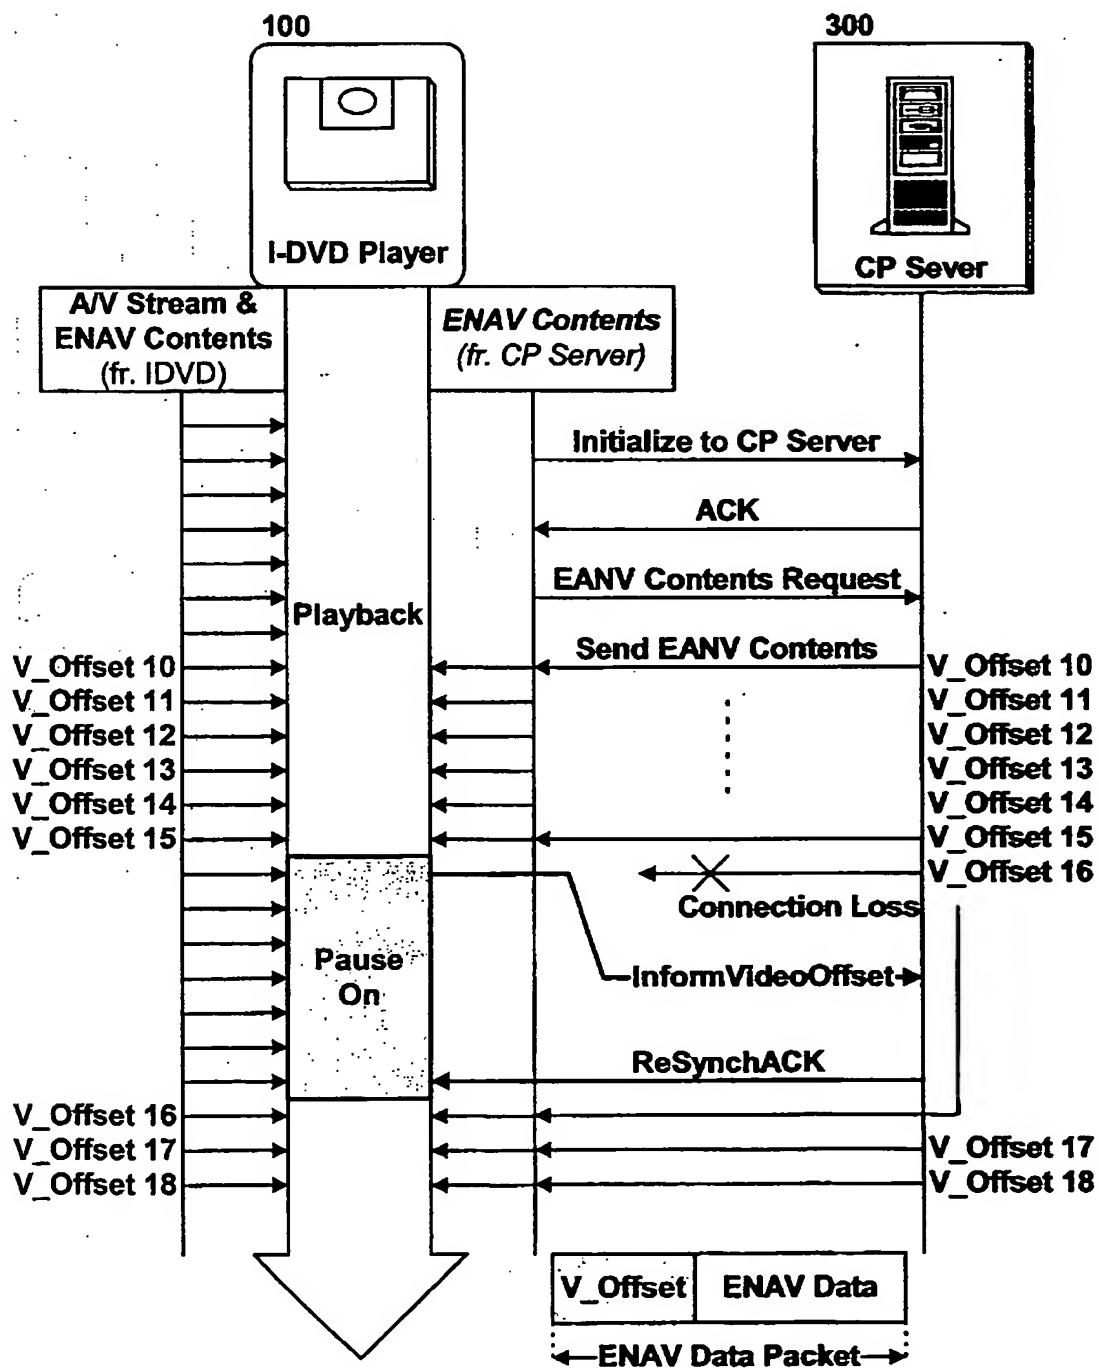 100
300
I-DVD Player
CP Sever
A/V Stream &
ENAV Contents
(fr. IDVD)
ENAV Contents
(fr. CP Server)
Initialize to CP Server
ACK
EANV Contents Request
Playback
Send EANV Contents
V_Offset 10
V_Offset 10
V_Offset 11
V_Offset 11
V_Offset 12
V_Offset 12
V_Offset 13
V_Offset 13
V_Offset 14
V_Offset 14
V_Offset 15
V_Offset 15
V_Offset 16
Connection Loss
Pause
On
InformVideoOffset
ReSynchACK
V_Offset 16
V_Offset 17
V_Offset 17
V_Offset 18
V_Offset 18
V_Offset
ENAV Data
ENAV Data Packet